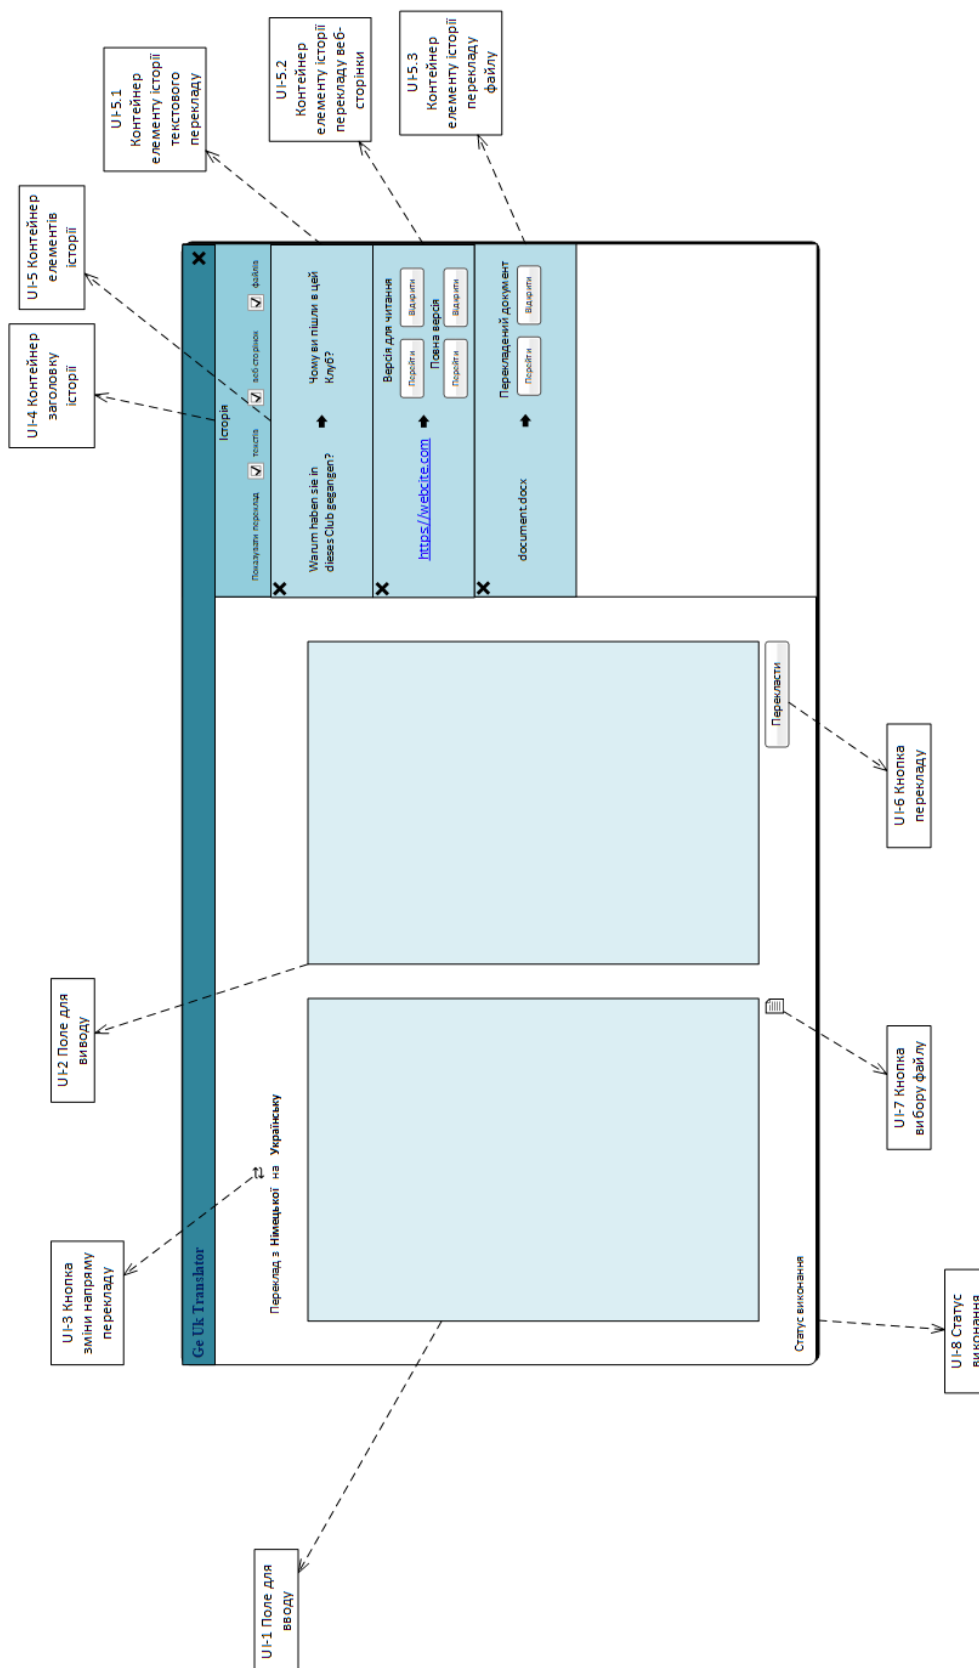 UI-1 Поле для
вводу
UI-3 Кнопка
зміни напряму
перекладу
UI-2 Поле для
виводу
UI-4 Контейнер
заголовку
історії
UI-5 Контейнер
елементів
історії
UI-5.1
Контейнер
елементу історії
текстового
перекладу
UI-5.2
Контейнер
елементу історії
перекладу веб-
сторінки
UI-5.3
Контейнер
елементу історії
перекладу
файлу
Ge Uk Translator
Переклад з Німецької на Українську
Історія
Показувати переклад текстів веб сторінок файлів
Warum haben sie in
dieses Club gegangen?
Чому ви пішли в цей
Клуб?
https://webcite.com
Версія для читання
Перейти Відкрити
Повна версія
Перейти Відкрити
document.docx
Перекладений документ
Перейти Відкрити
Перекласти
Статус виконання
UI-8 Статус
виконання
UI-7 Кнопка
вибору файлу
UI-6 Кнопка
перекладу